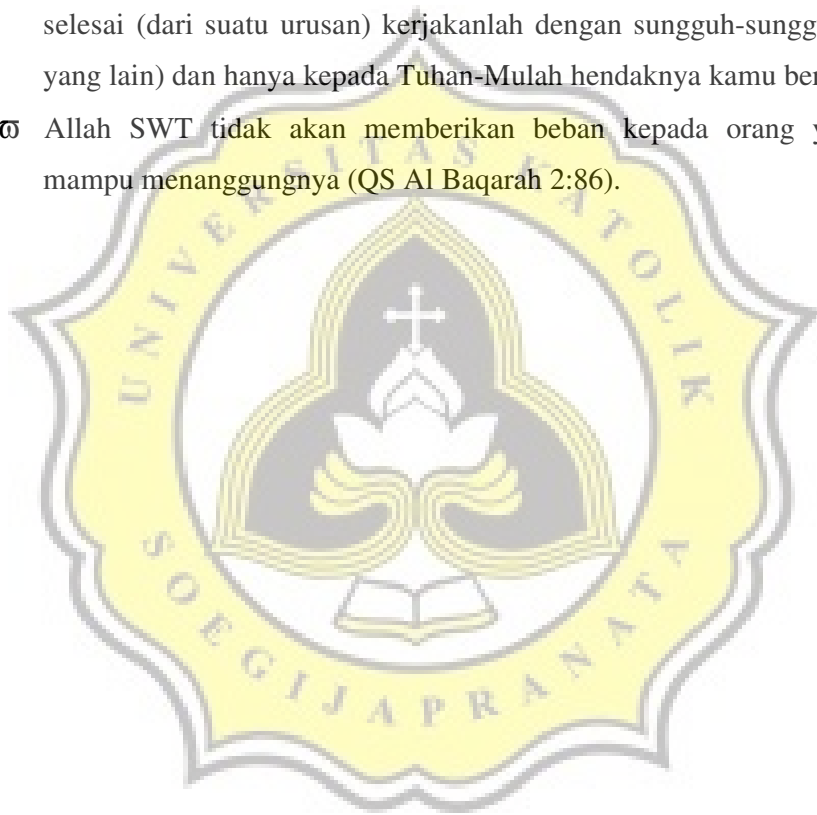 selesai (dari suatu urusan) kerjakanlah dengan sungguh-sungg
yang lain) dan hanya kepada Tuhan-Mulah hendaknya kamu ber
ϖ Allah SWT tidak akan memberikan beban kepada orang y
mampu menanggungnya (QS Al Baqarah 2:86).
UNIVERSITAS KATOLIK
SOEGIJAPRANATA